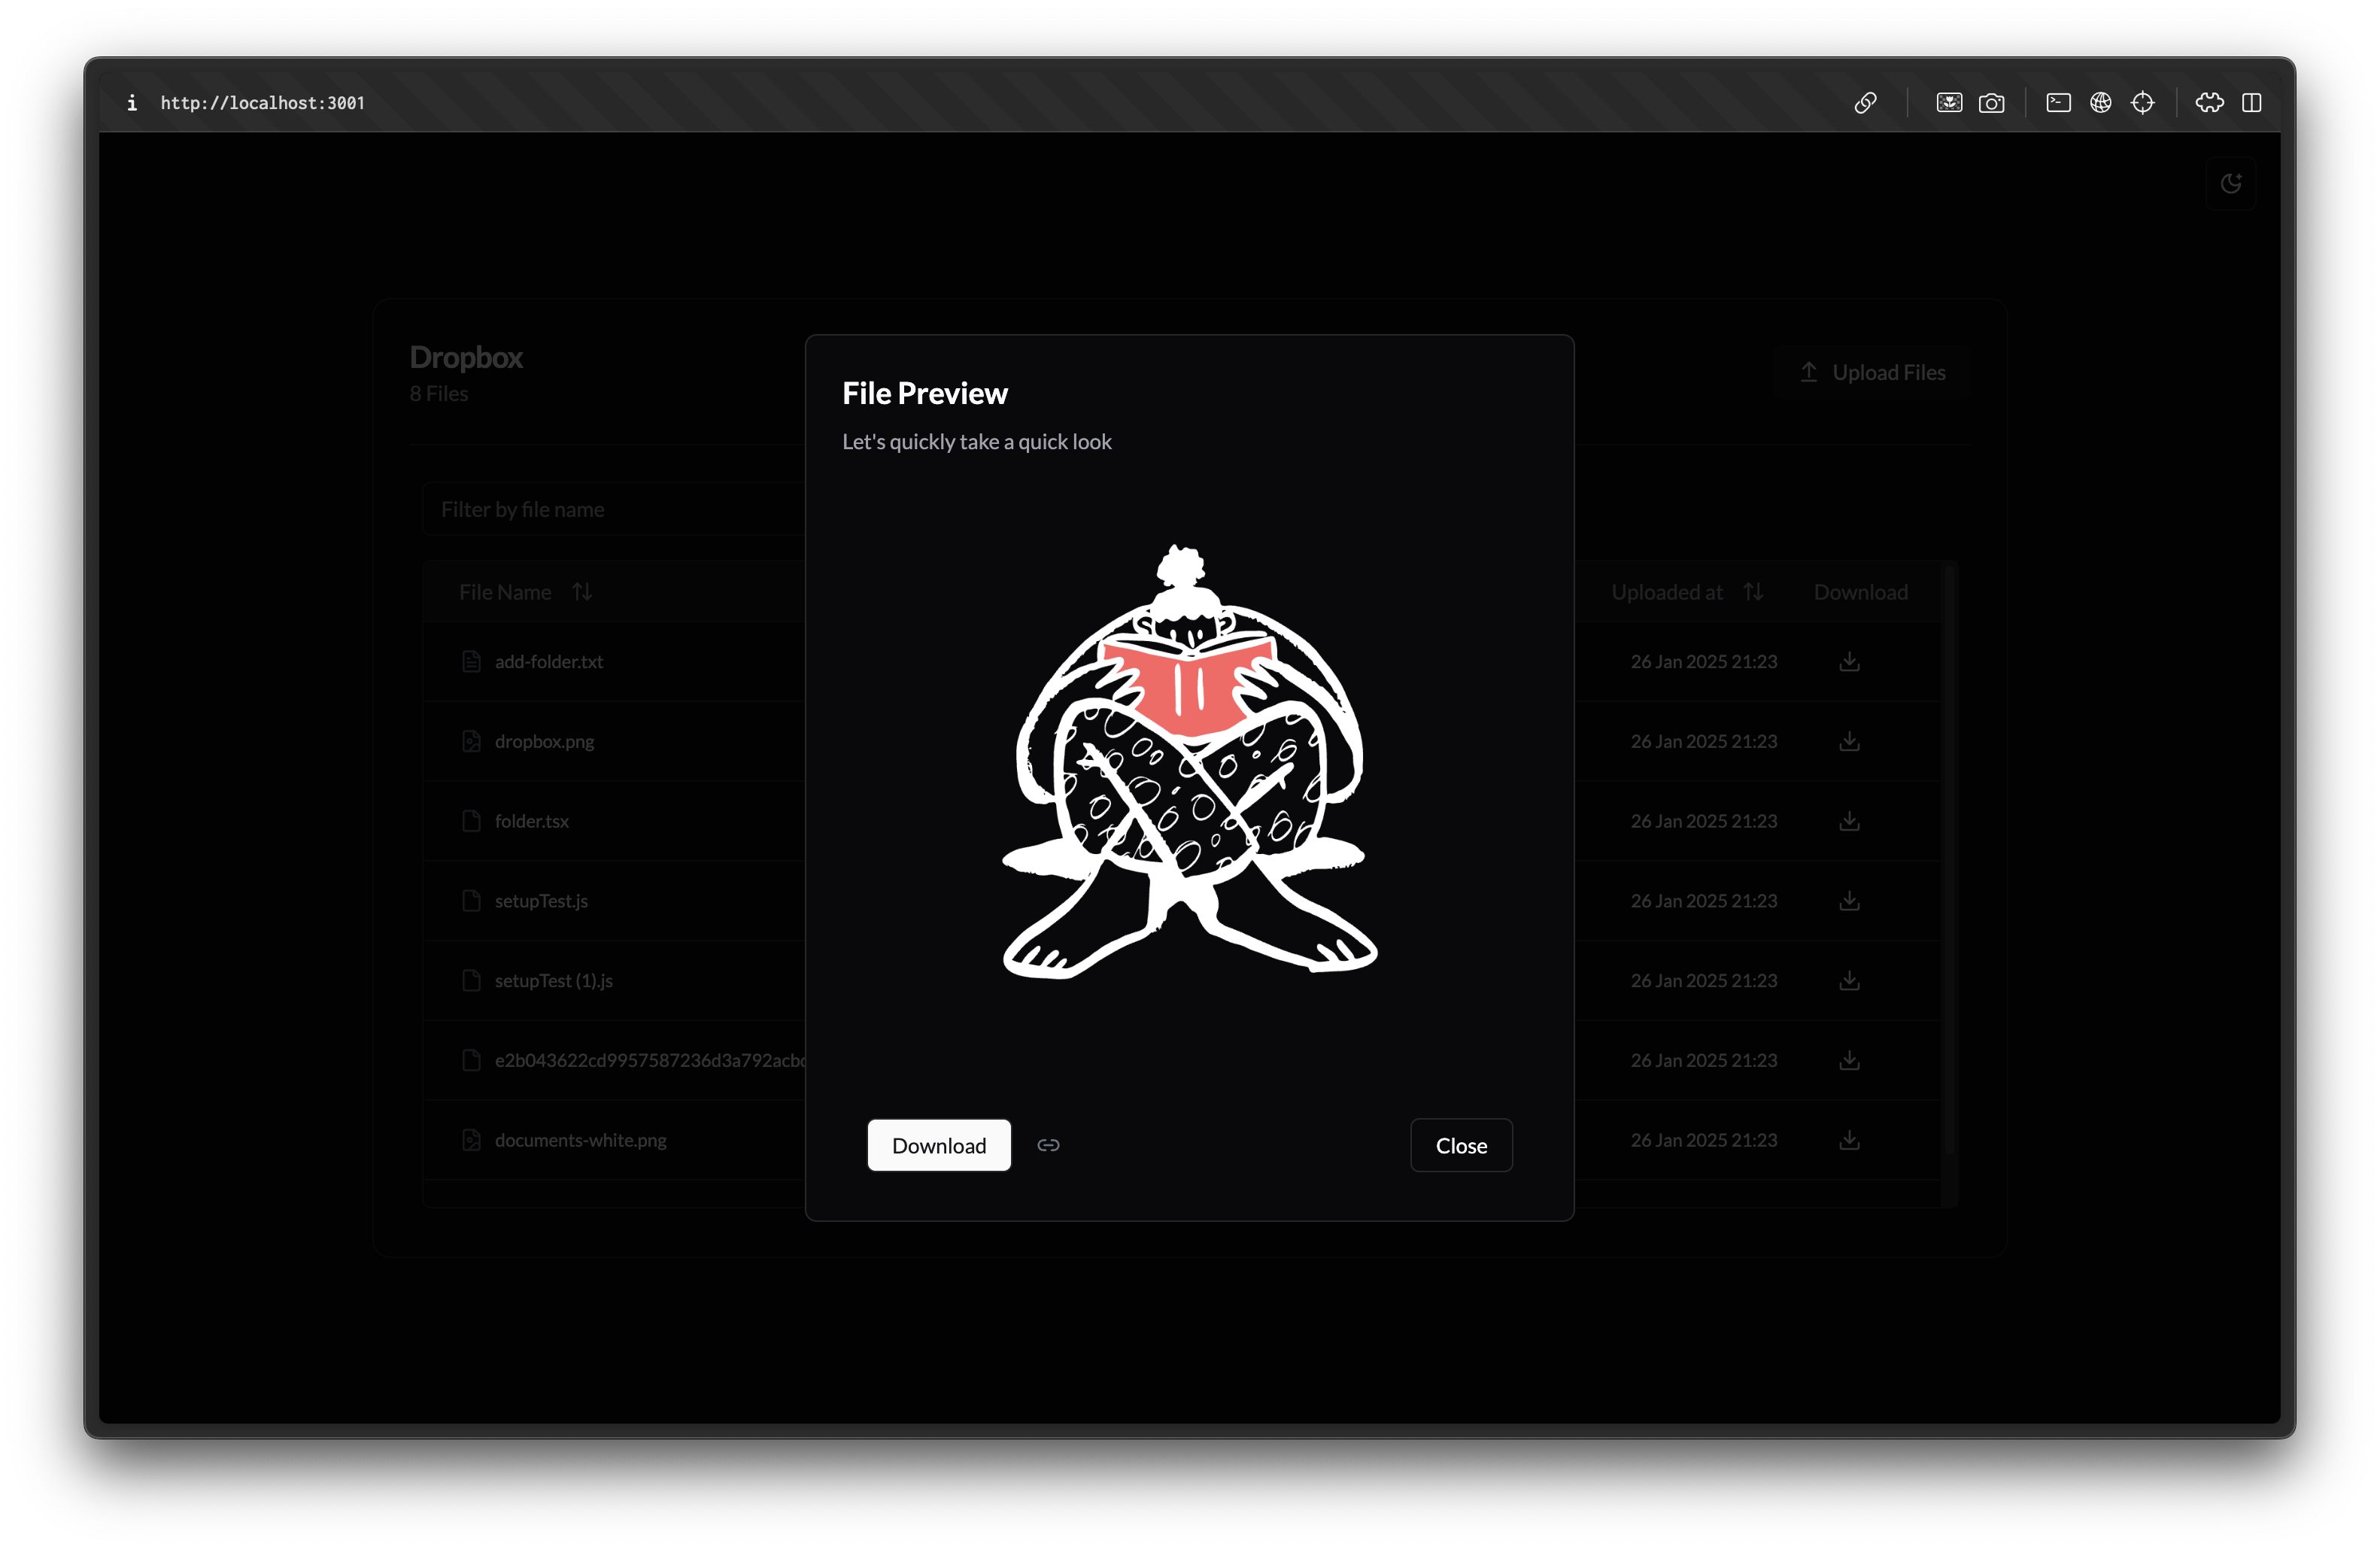 http://localhost:3001
Dropbox
8 Files
Upload Files
File Preview
Let's quickly take a quick look
Filter by file name
File Name
Uploaded at
Download
add-folder.txt
26 Jan 2025 21:23
dropbox.png
26 Jan 2025 21:23
folder.tsx
26 Jan 2025 21:23
setupTest.js
26 Jan 2025 21:23
setupTest (1).js
26 Jan 2025 21:23
e2b043622cd9957587236d3a792acb
26 Jan 2025 21:23
documents-white.png
26 Jan 2025 21:23
Download
Close